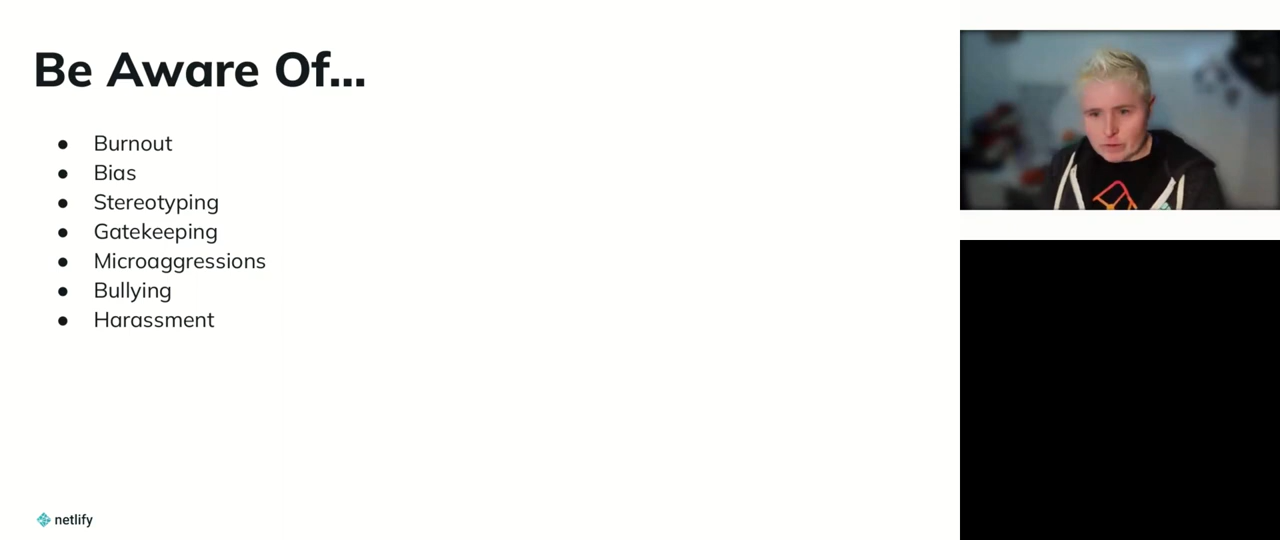 Be Aware Of...
● Burnout
● Bias
● Stereotyping
● Gatekeeping
● Microaggressions
● Bullying
● Harassment
netlify